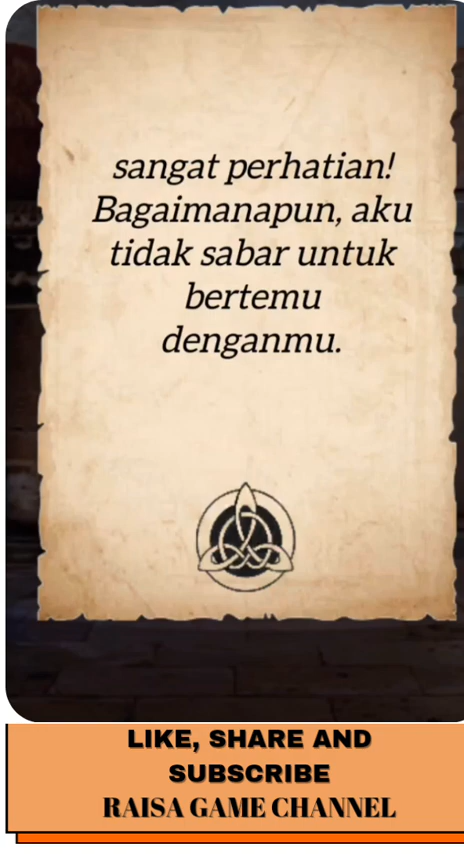 sangat perhatian!
Bagaimanapun, aku
tidak sabar untuk
bertemu
denganmu.
LIKE, SHARE AND
SUBSCRIBE
RAISA GAME CHANNEL